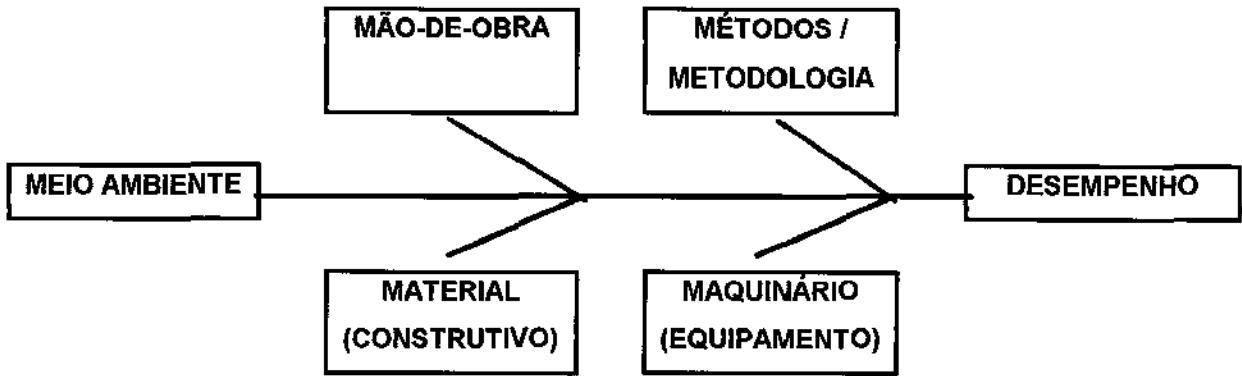 MÃO-DE-OBRA
MÉTODOS /
METODOLOGIA
MEIO AMBIENTE
DESEMPENHO
MATERIAL
(CONSTRUTIVO)
MAQUINÁRIO
(EQUIPAMENTO)